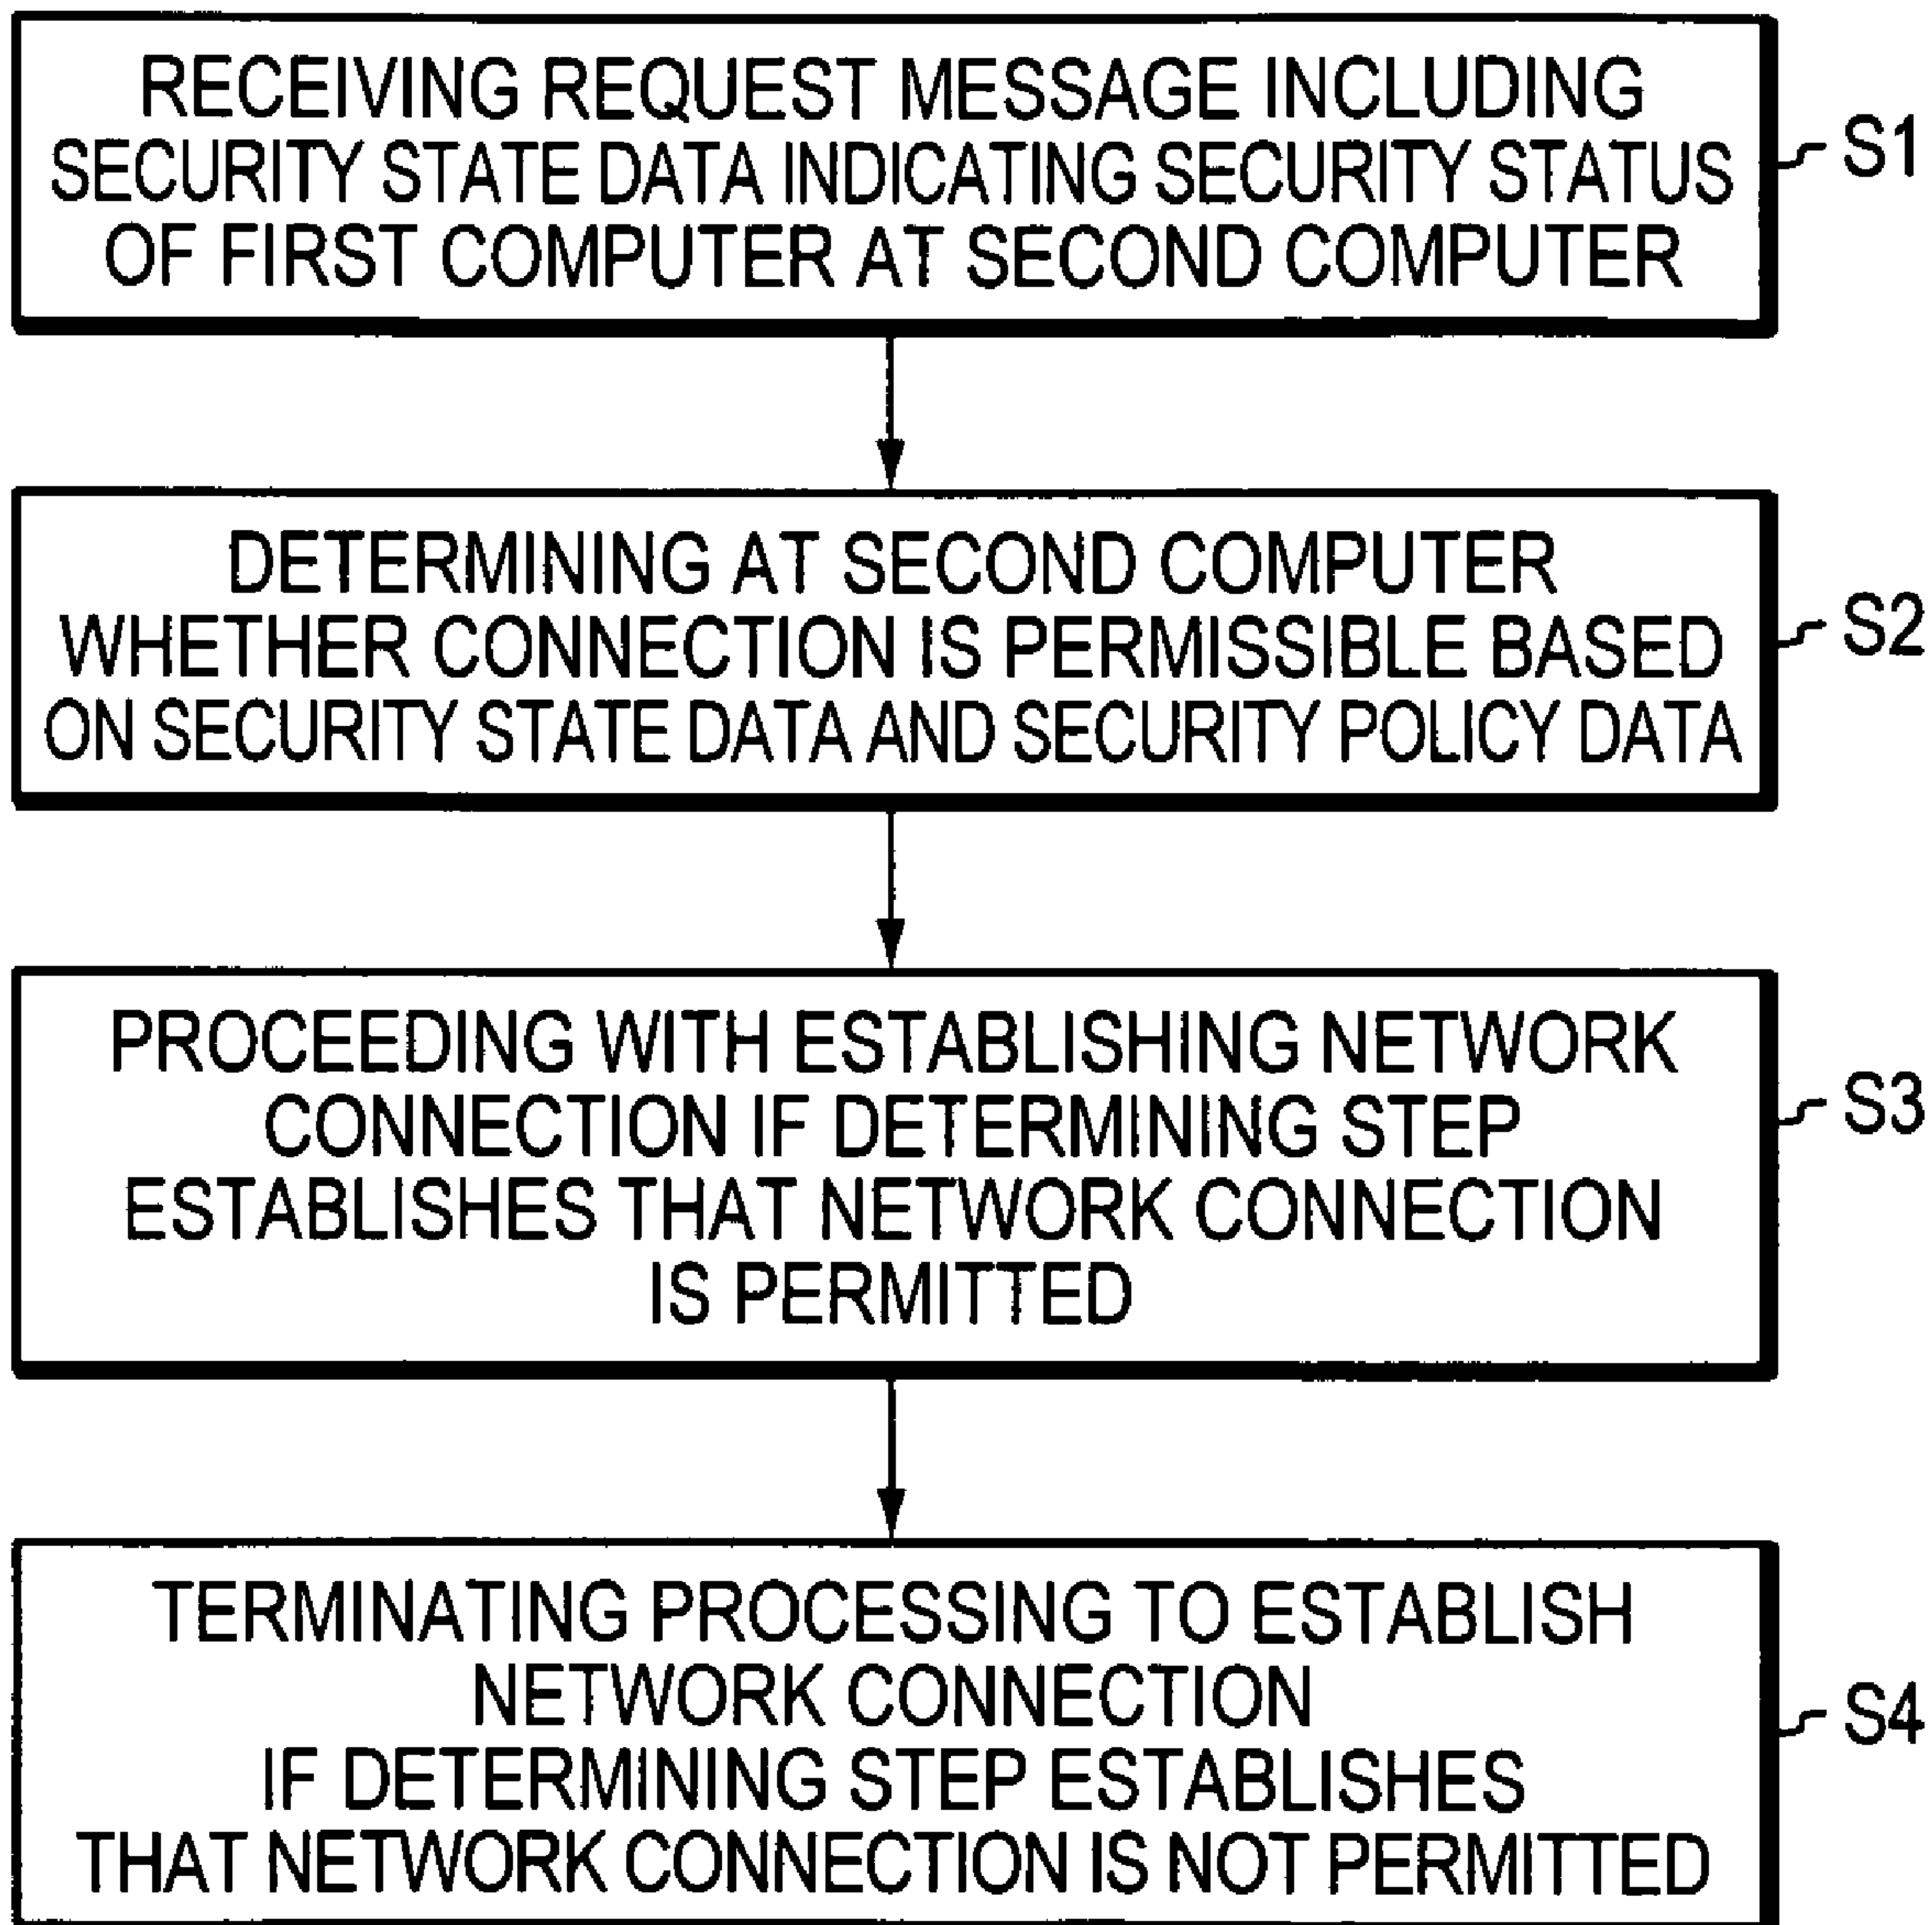 RECEIVING REQUEST MESSAGE INCLUDING
SECURITY STATE DATA INDICATING SECURITY STATUS
OF FIRST COMPUTER AT SECOND COMPUTER
S1
DETERMINING AT SECOND COMPUTER
WHETHER CONNECTION IS PERMISSIBLE BASED
ON SECURITY STATE DATA AND SECURITY POLICY DATA
S2
PROCEEDING WITH ESTABLISHING NETWORK
CONNECTION IF DETERMINING STEP
ESTABLISHES THAT NETWORK CONNECTION
IS PERMITTED
S3
TERMINATING PROCESSING TO ESTABLISH
NETWORK CONNECTION
IF DETERMINING STEP ESTABLISHES
THAT NETWORK CONNECTION IS NOT PERMITTED
S4